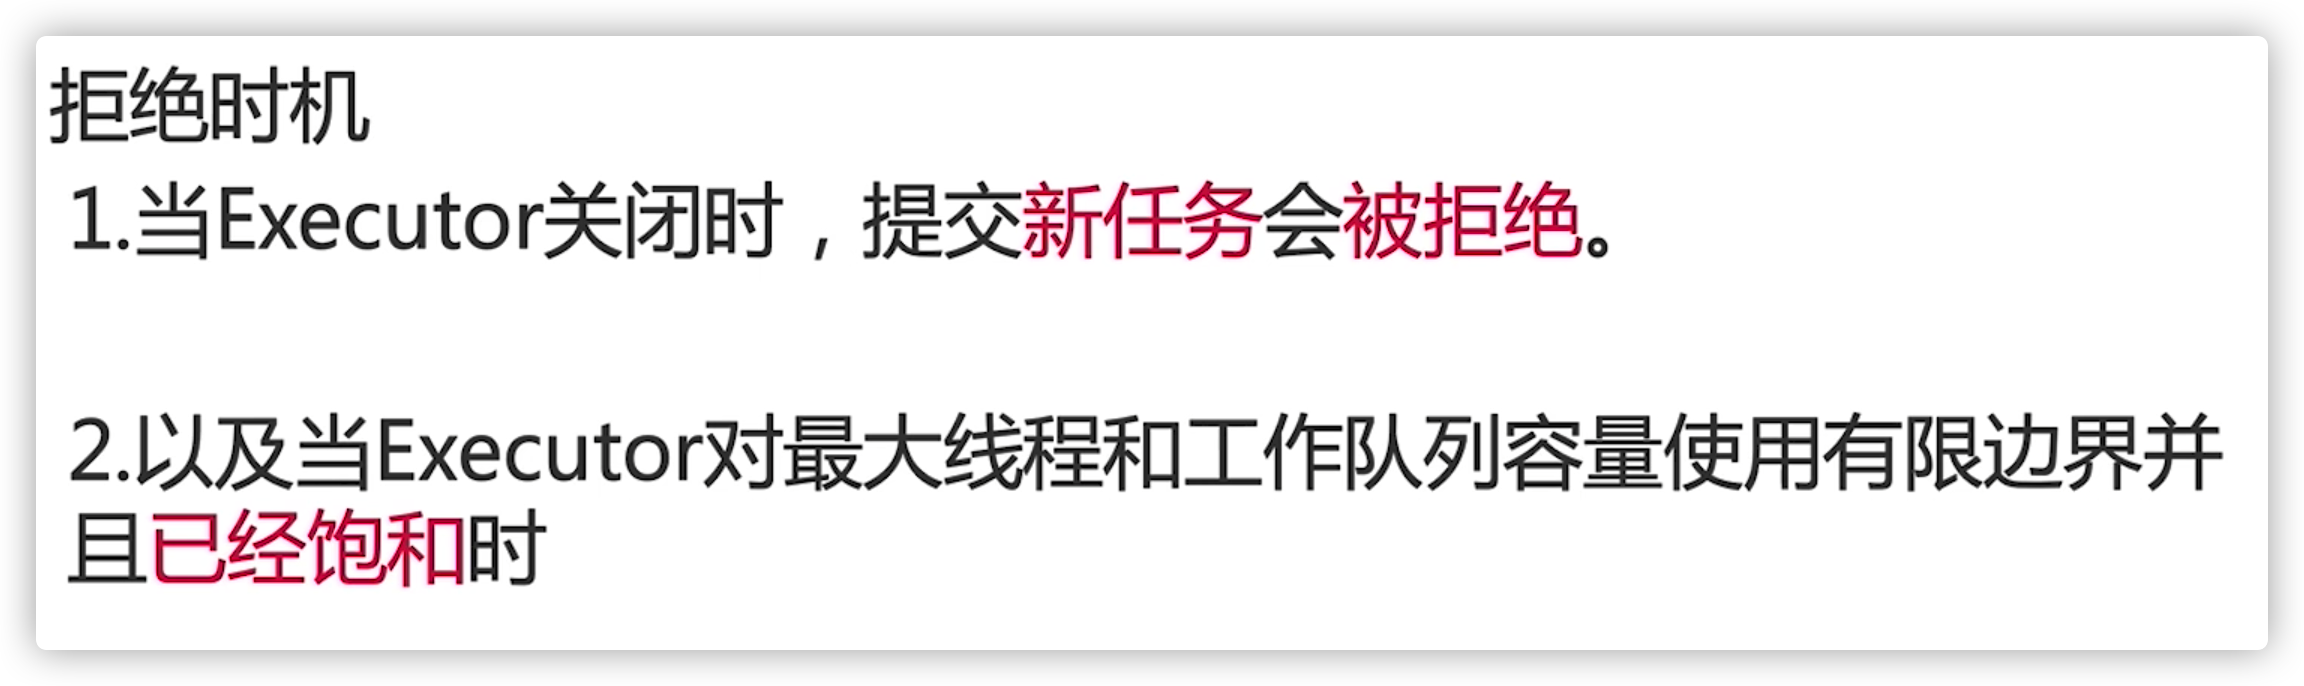 拒绝时机
1.当Executor关闭时，提交新任务会被拒绝。
2.以及当Executor对最大线程和工作队列容量使用有限边界并
且已经饱和时